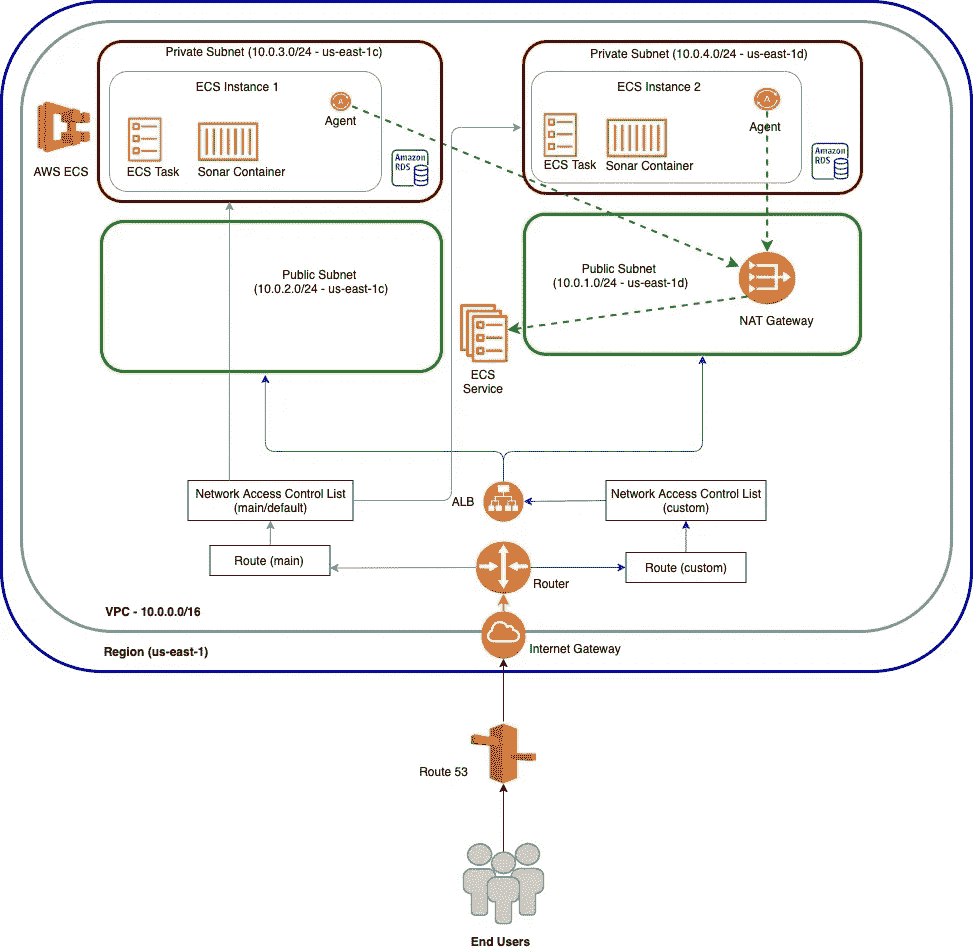 Private Subnet (10.0.3.0/24 - us-east-1c)
Private Subnet (10.0.4.0/24 - us-east-1d)
ECS Instance 1
A
Agent
AWS ECS
ECS Task
Sonar Container
Amazon
RDS
ECS Instance 2
A
Agent
ECS Task
Sonar Container
Amazon
RDS
Public Subnet
(10.0.2.0/24 - us-east-1c)
Public Subnet
(10.0.1.0/24 - us-east-1d)
NAT Gateway
ECS
Service
Network Access Control List
(main/default)
ALB
Network Access Control List
(custom)
Route (main)
Router
Route (custom)
VPC - 10.0.0.0/16
Region (us-east-1)
Internet Gateway
Route 53
End Users